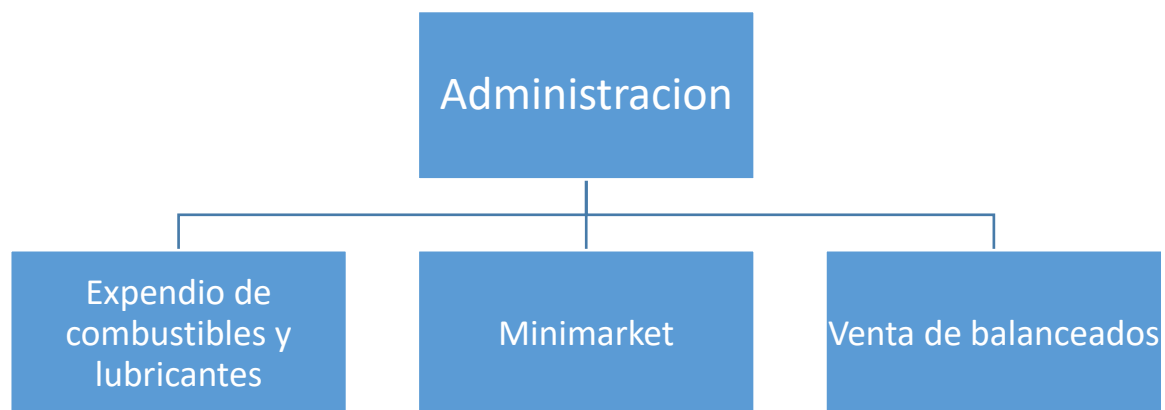 Administracion
Expendio de
combustibles y
lubricantes
Minimarket
Venta de balanceados